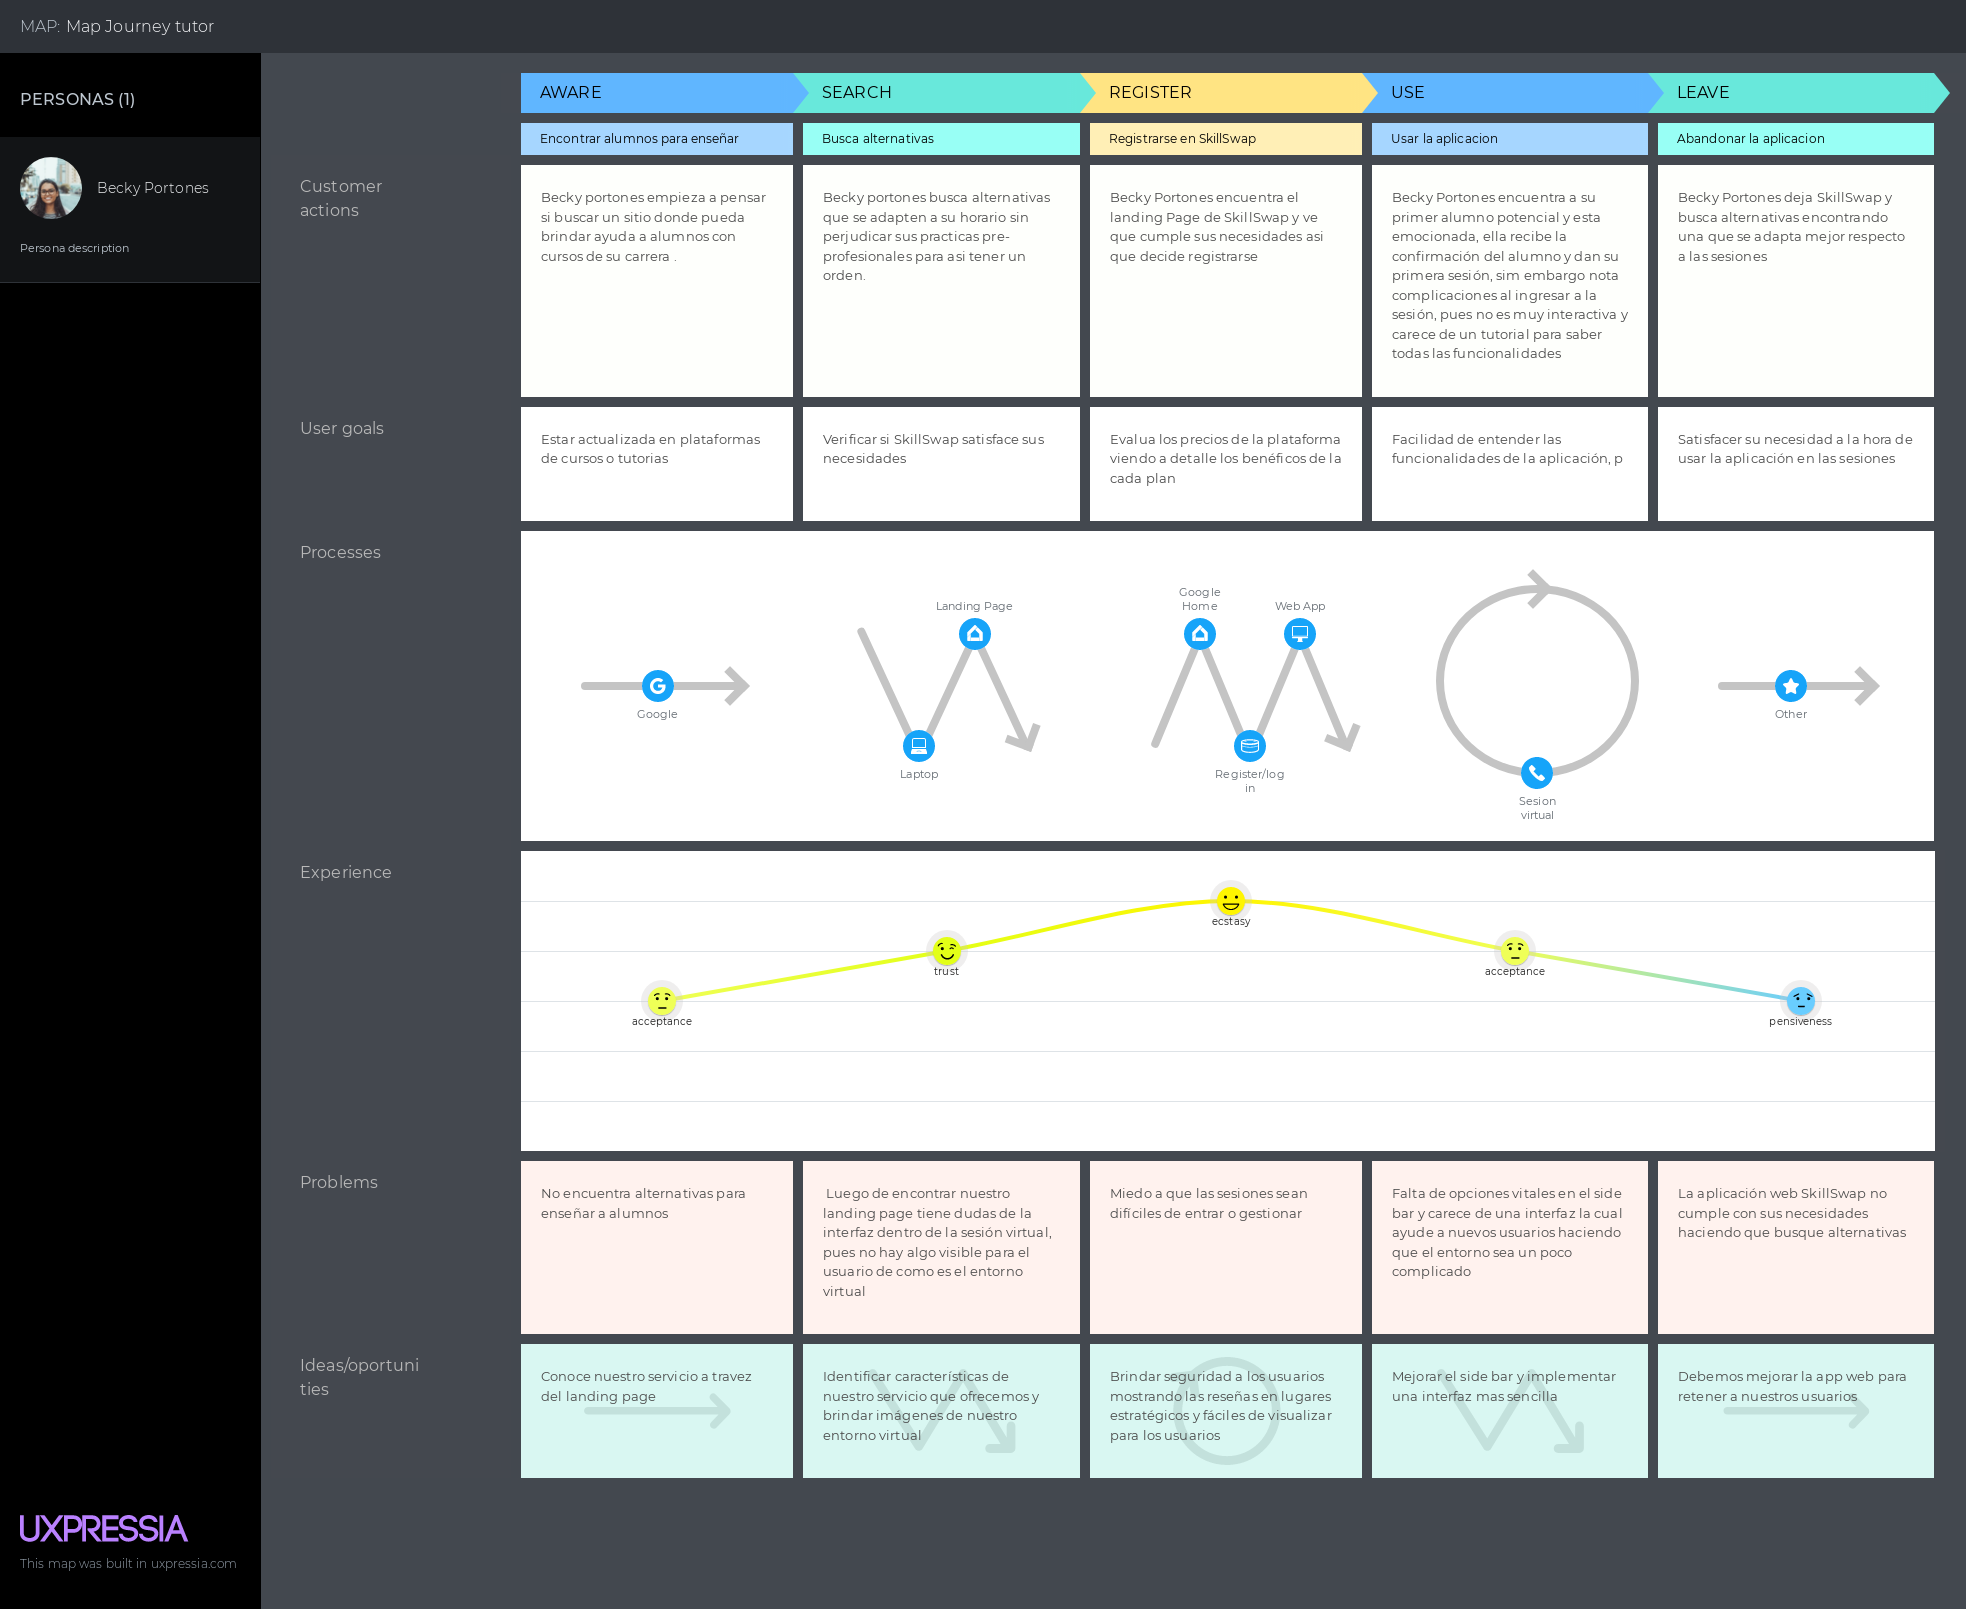 MAP: Map Journey tutor
PERSONAS (1)
Becky Portones
Persona description
AWARE
SEARCH
REGISTER
USE
LEAVE
Encontrar alumnos para enseñar
Busca alternativas
Registrarse en SkillSwap
Usar la aplicacion
Abandonar la aplicacion
Customer
actions
Becky portones empieza a pensar
si buscar un sitio donde pueda
brindar ayuda a alumnos con
cursos de su carrera .
Becky portones busca alternativas
que se adapten a su horario sin
perjudicar sus practicas pre-
profesionales para asi tener un
orden.
Becky Portones encuentra el
landing Page de SkillSwap y ve
que cumple sus necesidades asi
que decide registrarse
Becky Portones encuentra a su
primer alumno potencial y esta
emocionada, ella recibe la
confirmación del alumno y dan su
primera sesión, sim embargo nota
complicaciones al ingresar a la
sesión, pues no es muy interactiva y
carece de un tutorial para saber
todas las funcionalidades
Becky Portones deja SkillSwap y
busca alternativas encontrando
una que se adapta mejor respecto
a las sesiones
User goals
Estar actualizada en plataformas
de cursos o tutorias
Verificar si SkillSwap satisface sus
necesidades
Evalua los precios de la plataforma
viendo a detalle los benéficos de la
cada plan
Facilidad de entender las
funcionalidades de la aplicación, p
Satisfacer su necesidad a la hora de
usar la aplicación en las sesiones
Processes
Google
Landing Page
Laptop
Google
Home
Web App
Register/log
in
Sesion
virtual
Other
Experience
acceptance
trust
ecstasy
acceptance
pensiveness
Problems
No encuentra alternativas para
enseñar a alumnos
Luego de encontrar nuestro
landing page tiene dudas de la
interfaz dentro de la sesión virtual,
pues no hay algo visible para el
usuario de como es el entorno
virtual
Miedo a que las sesiones sean
difíciles de entrar o gestionar
Falta de opciones vitales en el side
bar y carece de una interfaz la cual
ayude a nuevos usuarios haciendo
que el entorno sea un poco
complicado
La aplicación web SkillSwap no
cumple con sus necesidades
haciendo que busque alternativas
Ideas/oportuni
ties
Conoce nuestro servicio a travez
del landing page
Identificar características de
nuestro servicio que ofrecemos y
brindar imágenes de nuestro
entorno virtual
Brindar seguridad a los usuarios
mostrando las reseñas en lugares
estratégicos y fáciles de visualizar
para los usuarios
Mejorar el side bar y implementar
una interfaz mas sencilla
Debemos mejorar la app web para
retener a nuestros usuarios
UXPRESSIA
This map was built in uxpressia.com